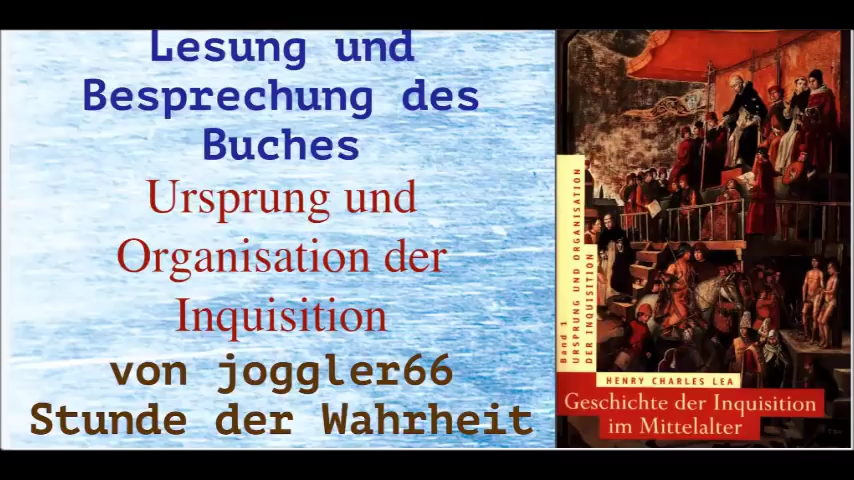 Lesung und
Besprechung des
Buches
Ursprung und
Organisation der
Inquisition
von joggler66
Stunde der Wahrheit
Band 1
URSPRUNG UND ORGANISATION
DER INQUISITION
HENRY CHARLES LEA
Geschichte der Inquisition
im Mittelalter